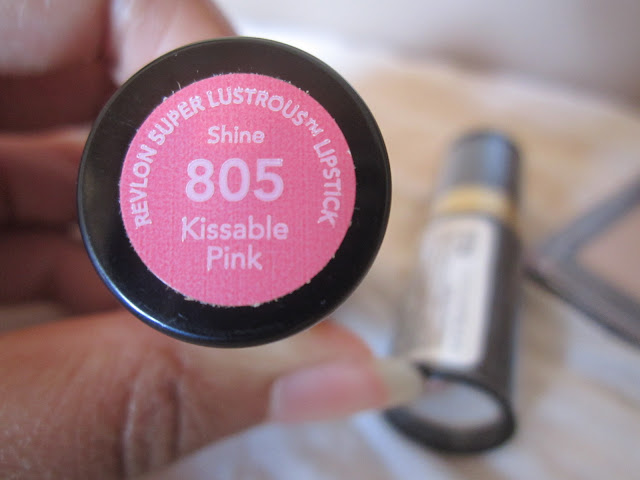 REVLON SUPER LUSTROUS™ LIPSTICK
Shine
805
Kissable
Pink